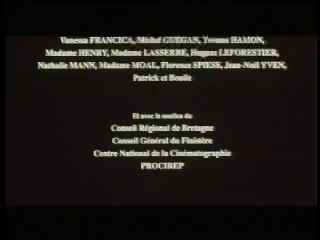 Vanessa FRANCICA, Michel GUEGAN, Yvonne HAMON,
Madame HENRY, Madame LASSERRE, Hugues LEFORESTIER,
Nathalie MANN, Madame MOAL, Florence SPIESS, Jean-Noël YVEN,
Patrick et Boulie
Et avec le soutien du
Conseil Régional de Bretagne
Conseil Général du Finistère
Centre National de la Cinématographie
PROCIREP